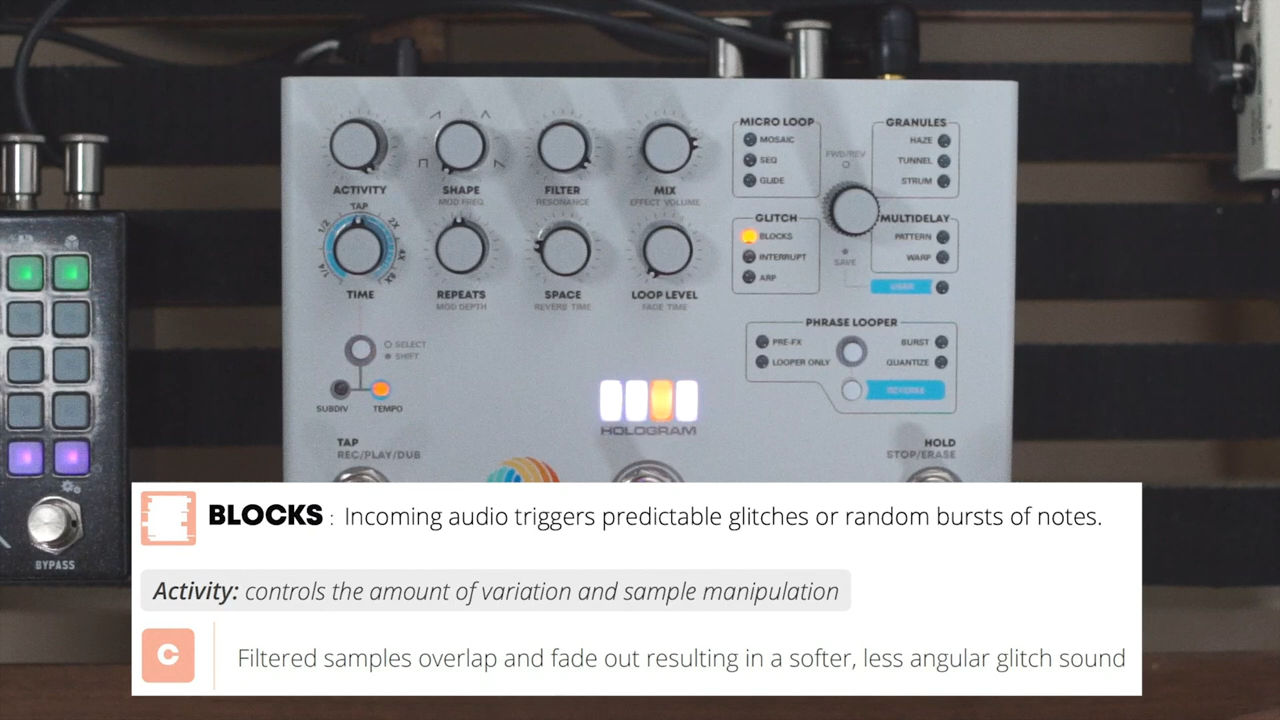 MICRO LOOP
MOSAIC
SEQ
GLIDE
GRANULES
HAZE
TUNNEL
STRUM
FWD/REV
ACTIVITY
SHAPE
MOD FREQ
FILTER
RESONANCE
MIX
EFFECT VOLUME
GLITCH
BLOCKS
INTERRUPT
ARP
MULTIDELAY
PATTERN
WARP
SAVE
USER
TAP
1/4
1/2
2X
4X
8X
TIME
REPEATS
MOD DEPTH
SPACE
REVERB TIME
LOOP LEVEL
FADE TIME
SELECT
SHIFT
SUBDIV
TEMPO
PHRASE LOOPER
PRE-FX
BURST
LOOPER ONLY
QUANTIZE
REVERSE
HOLOGRAM
TAP
REC/PLAY/DUB
HOLD
STOP/ERASE
BYPASS
BLOCKS : Incoming audio triggers predictable glitches or random bursts of notes.
Activity: controls the amount of variation and sample manipulation
C
Filtered samples overlap and fade out resulting in a softer, less angular glitch sound